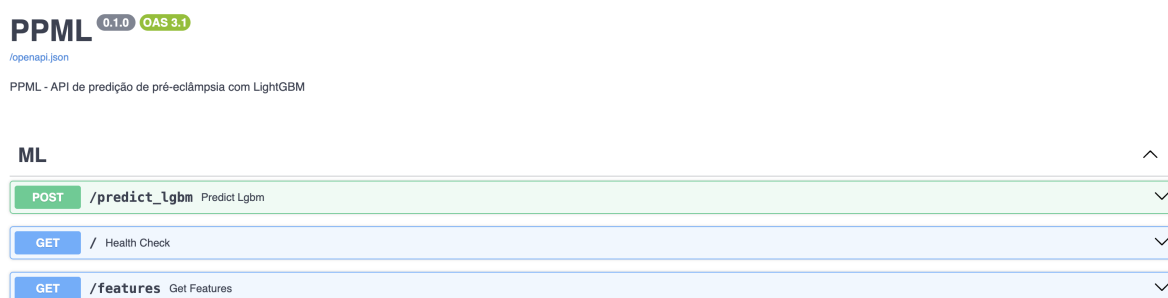 PPML 0.1.0 OAS 3.1
/openapi.json
PPML - API de predição de pré-eclâmpsia com LightGBM
ML
POST /predict_lgbm Predict Lgbm
GET / Health Check
GET /features Get Features